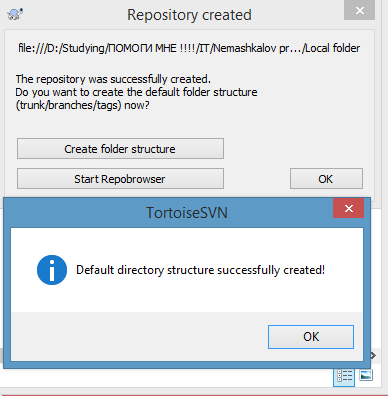 Repository created
file:///D:/Studying/ПОМОГИ МНЕ !!!!/IT/Nemashkalov pr.../Local folder
The repository was successfully created.
Do you want to create the default folder structure
(trunk/branches/tags) now?
Create folder structure
Start Repobrowser
OK
TortoiseSVN
Default directory structure successfully created!
OK